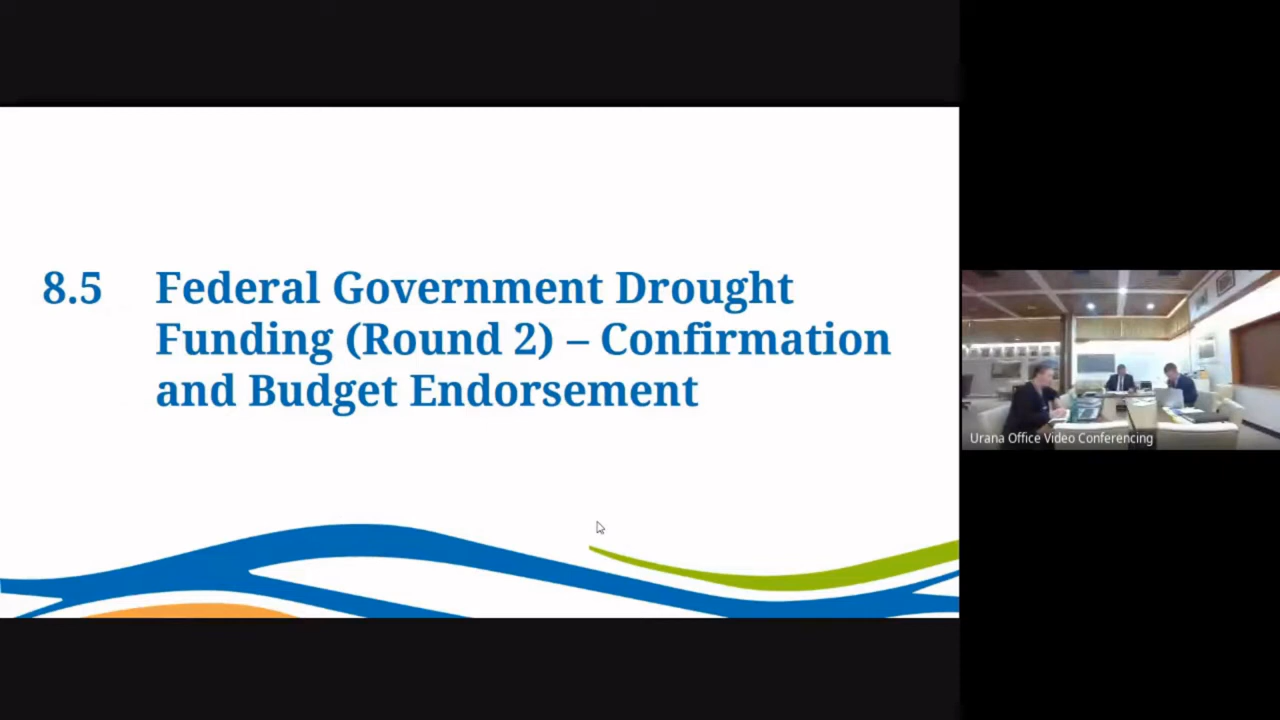 8.5 Federal Government Drought
Funding (Round 2) – Confirmation
and Budget Endorsement
Urana Office Video Conferencing